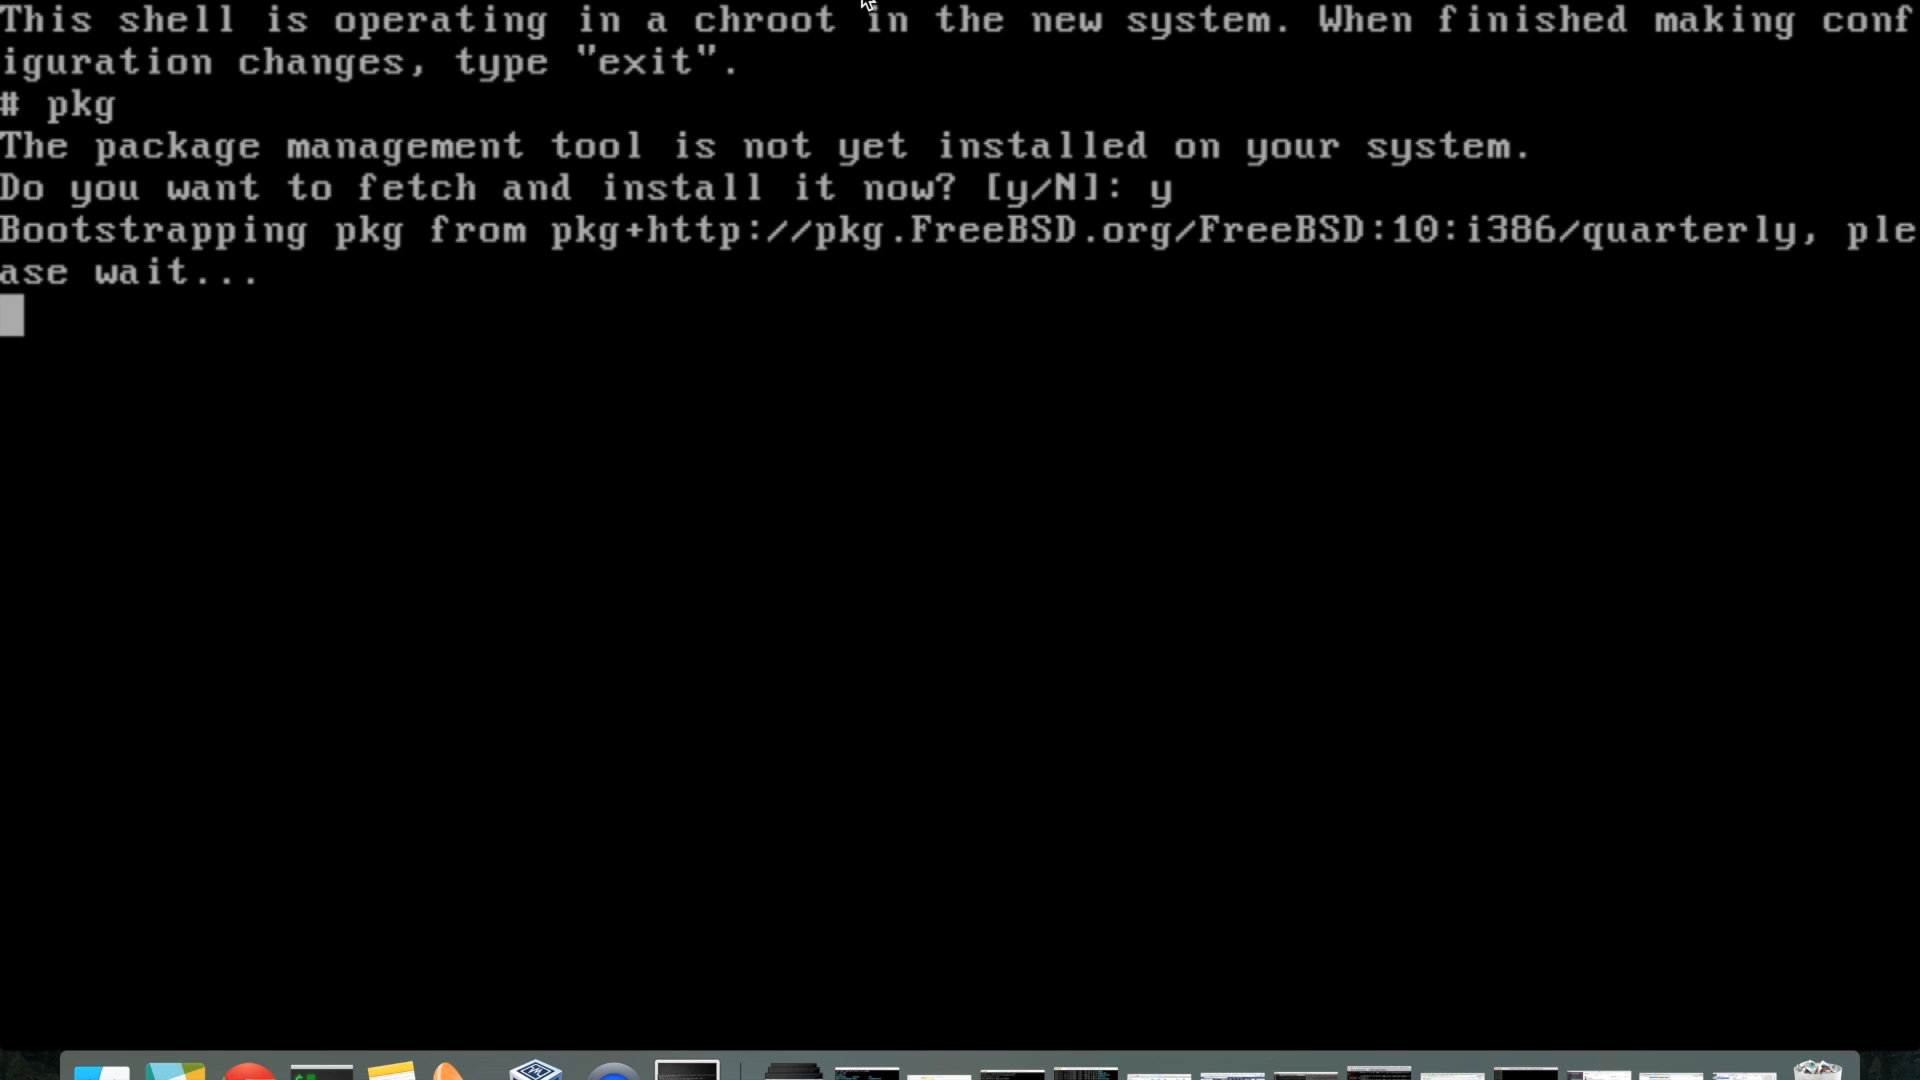 This shell is operating in a chroot in the new system. When finished making conf
iguration changes, type "exit".
# pkg
The package management tool is not yet installed on your system.
Do you want to fetch and install it now? [y/N]: y
Bootstrapping pkg from pkg+http://pkg.FreeBSD.org/FreeBSD:10:i386/quarterly, ple
ase wait...